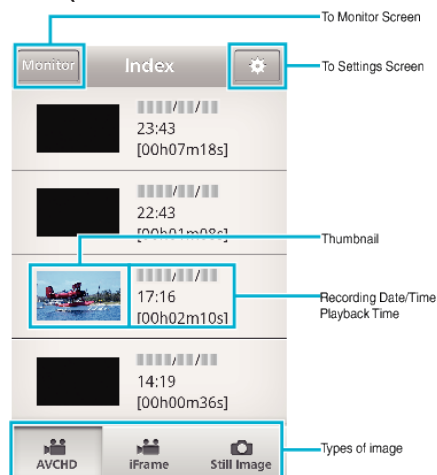 To Monitor Screen
Monitor
Index
To Settings Screen
23:43
[00h07m18s]
22:43
[00h01m08s]
Thumbnail
17:16
[00h02m10s]
Recording Date/Time
Playback Time
14:19
[00h00m36s]
AVCHD
iFrame
Still Image
Types of image